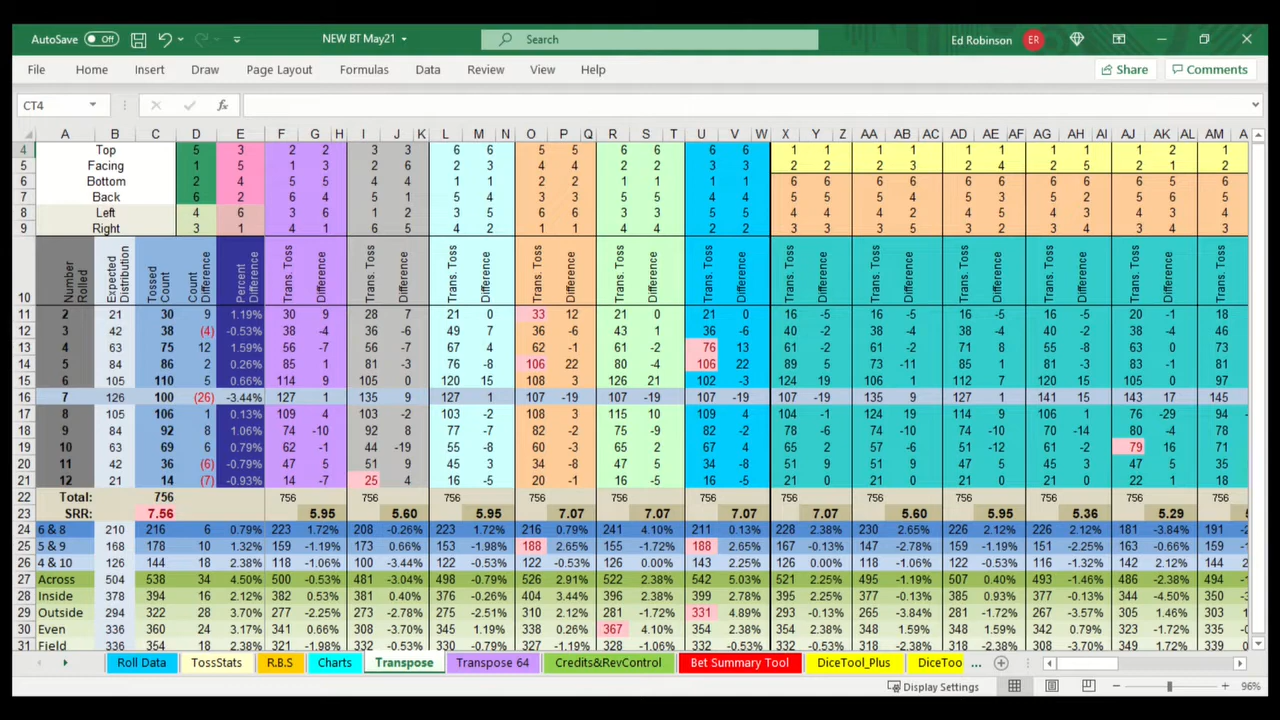 AutoSave Off NEW BT May21 Search Ed Robinson ER
File Home Insert Draw Page Layout Formulas Data Review View Help Share Comments
CT4 fx
A B C D E F G H I J K L M N O P Q R S T U V W X Y Z AA AB AC AD AE AF AG AH AI AJ AK AL AM A
4 Top 5 3 2 2 3 3 6 6 5 5 6 6 6 6 1 1 1 1 1 1 1 1 1 2 1
5 Facing 1 5 1 3 2 6 2 3 4 4 2 2 3 3 2 2 2 3 2 4 2 5 2 1 2
6 Bottom 4 4 5 5 4 4 1 1 2 2 1 1 1 1 6 6 6 6 6 6 6 6 6 5 6
7 Back 6 2 6 4 5 1 5 4 3 3 5 5 4 4 5 5 5 4 5 3 5 2 5 6 5
8 Left 4 6 3 6 1 2 3 5 6 6 3 3 5 5 4 4 4 2 4 5 4 3 4 4 4
9 Right 3 1 4 1 6 5 4 2 1 1 4 4 2 2 3 3 3 5 3 2 3 4 3 3 3
10 Number Rolled Expected Distribution Tossed Count Count Difference Percent Difference Trans. Toss Difference Trans. Toss Difference Trans. Toss Difference Trans. Toss Difference Trans. Toss Difference Trans. Toss Difference Trans. Toss Difference Trans. Toss Difference Trans. Toss Difference Trans. Toss Difference Trans. Toss Difference Trans. Toss
11 2 21 30 9 1.19% 30 9 28 7 21 0 33 12 21 0 21 0 16 -5 16 -5 16 -5 16 -5 20 -1 18
12 3 42 38 (4) -0.53% 38 -4 36 -6 49 7 36 -6 43 1 36 -6 40 -2 38 -4 38 -4 40 -2 38 -4 38
13 4 63 75 12 1.59% 56 -7 56 -7 67 4 62 -1 61 -2 76 13 61 -2 61 -2 71 8 55 -8 63 0 73
14 5 84 86 2 0.26% 85 1 81 -3 76 -8 106 22 80 -4 106 22 89 5 73 -11 85 1 81 -3 83 -1 81
15 6 105 110 5 0.66% 114 9 105 0 120 15 108 3 126 21 102 -3 124 19 106 1 112 7 120 15 105 0 97
16 7 126 100 (26) -3.44% 127 1 135 9 127 1 107 -19 107 -19 107 -19 107 -19 135 9 127 1 141 15 143 17 145
17 8 105 106 1 0.13% 109 4 103 -2 103 -2 108 3 115 10 109 4 104 -1 124 19 114 9 106 1 76 -29 94
18 9 84 92 8 1.06% 74 -10 92 8 77 -7 82 -2 75 -9 82 -2 78 -6 74 -10 74 -10 70 -14 80 -4 78
19 10 63 69 6 0.79% 62 -1 44 -19 55 -8 60 -3 65 2 67 4 65 2 57 -6 51 -12 61 -2 79 16 71
20 11 42 36 (6) -0.79% 47 5 51 9 45 3 34 -8 47 5 34 -8 51 9 51 9 47 5 45 3 47 5 35
21 12 21 14 (7) -0.93% 14 -7 25 4 16 -5 20 -1 16 -5 16 -5 21 0 21 0 21 0 21 0 22 1 18
22 Total: 756 756 756 756 756 756 756 756 756 756 756 756 756
23 SRR: 7.56 5.95 5.60 5.95 7.07 7.07 7.07 7.07 5.60 5.95 5.36 5.29
24 6 & 8 210 216 6 0.79% 223 1.72% 208 -0.26% 223 1.72% 216 0.79% 241 4.10% 211 0.13% 228 2.38% 230 2.65% 226 2.12% 226 2.12% 181 -3.84% 191
25 5 & 9 168 178 10 1.32% 159 -1.19% 173 0.66% 153 -1.98% 188 2.65% 155 -1.72% 188 2.65% 167 -0.13% 147 -2.78% 159 -1.19% 151 -2.25% 163 -0.66% 159
26 4 & 10 126 144 18 2.38% 118 -1.06% 100 -3.44% 122 -0.53% 122 -0.53% 126 0.00% 143 2.25% 126 0.00% 118 -1.06% 122 -0.53% 116 -1.32% 142 2.12% 144
27 Across 504 538 34 4.50% 500 -0.53% 481 -3.04% 498 -0.79% 526 2.91% 522 2.38% 542 5.03% 521 2.25% 495 -1.19% 507 0.40% 493 -1.46% 486 -2.38% 494
28 Inside 378 394 16 2.12% 382 0.53% 381 0.40% 376 -0.26% 404 3.44% 396 2.38% 399 2.78% 395 2.25% 377 -0.13% 385 0.93% 377 -0.13% 344 -4.50% 350
29 Outside 294 322 28 3.70% 277 -2.25% 273 -2.78% 275 -2.51% 310 2.12% 281 -1.72% 331 4.89% 293 -0.13% 265 -3.84% 281 -1.72% 267 -3.57% 305 1.46% 303
30 Even 336 360 24 3.17% 341 0.66% 308 -3.70% 345 1.19% 338 0.26% 367 4.10% 354 2.38% 354 2.38% 348 1.59% 348 1.59% 342 0.79% 323 -1.72% 314
31 Field 336 321 -1.98% 332 -0.53% 319 -2.25% 314 -2.91% 327 -1.19% 332 -0.53% 332 -0.53% 318 -2.38% 318 -2.38% 314 -2.91% 349 1.72% 339
Roll Data TossStats R.B.S Charts Transpose Transpose 64 Credits&RevControl Bet Summary Tool DiceTool_Plus DiceToo ...
Display Settings 96%